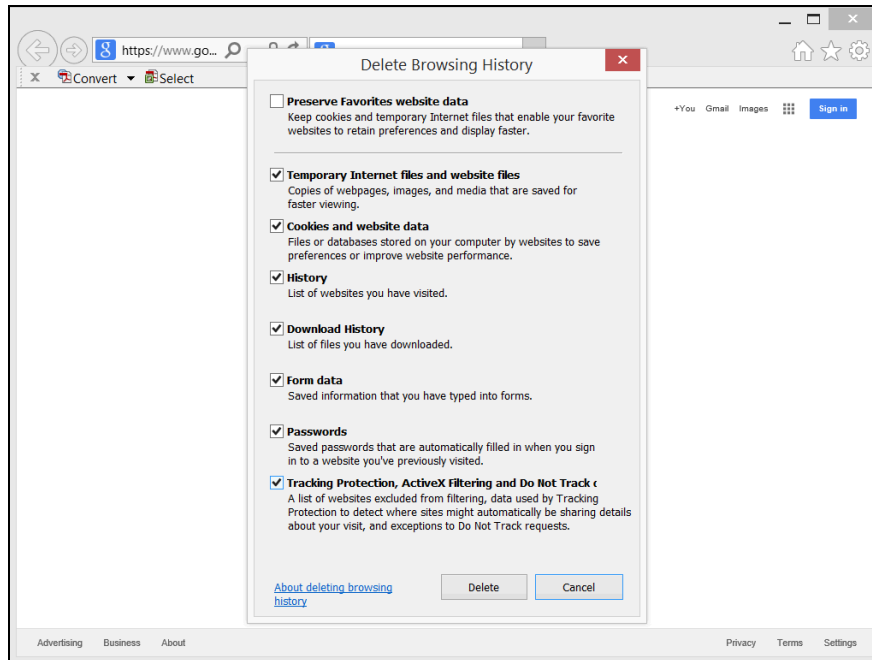 https://www.go...
X Convert Select
Delete Browsing History
+You Gmail Images Sign in
Preserve Favorites website data
Keep cookies and temporary Internet files that enable your favorite
websites to retain preferences and display faster.
Temporary Internet files and website files
Copies of webpages, images, and media that are saved for
faster viewing.
Cookies and website data
Files or databases stored on your computer by websites to save
preferences or improve website performance.
History
List of websites you have visited.
Download History
List of files you have downloaded.
Form data
Saved information that you have typed into forms.
Passwords
Saved passwords that are automatically filled in when you sign
in to a website you've previously visited.
Tracking Protection, ActiveX Filtering and Do Not Track
A list of websites excluded from filtering, data used by Tracking
Protection to detect where sites might automatically be sharing details
about your visit, and exceptions to Do Not Track requests.
About deleting browsing
history
Delete Cancel
Advertising Business About Privacy Terms Settings